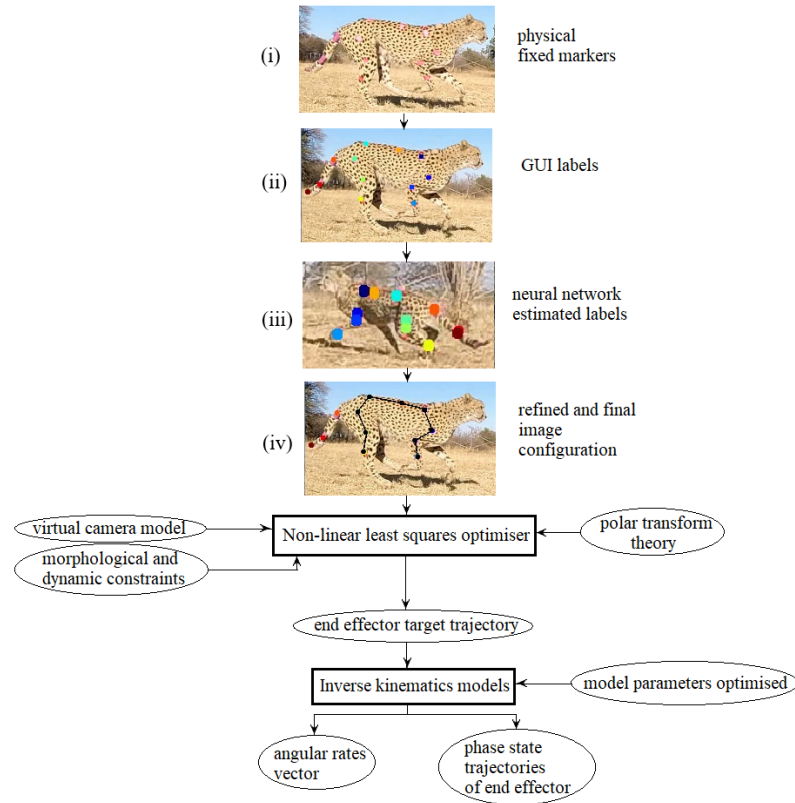 (i)
physical
fixed markers
(ii)
GUI labels
(iii)
neural network
estimated labels
(iv)
refined and final
image
configuration
virtual camera model
Non-linear least squares optimiser
polar transform
theory
morphological and
dynamic constraints
end effector target trajectory
Inverse kinematics models
model parameters optimised
angular rates
vector
phase state
trajectories
of end effector